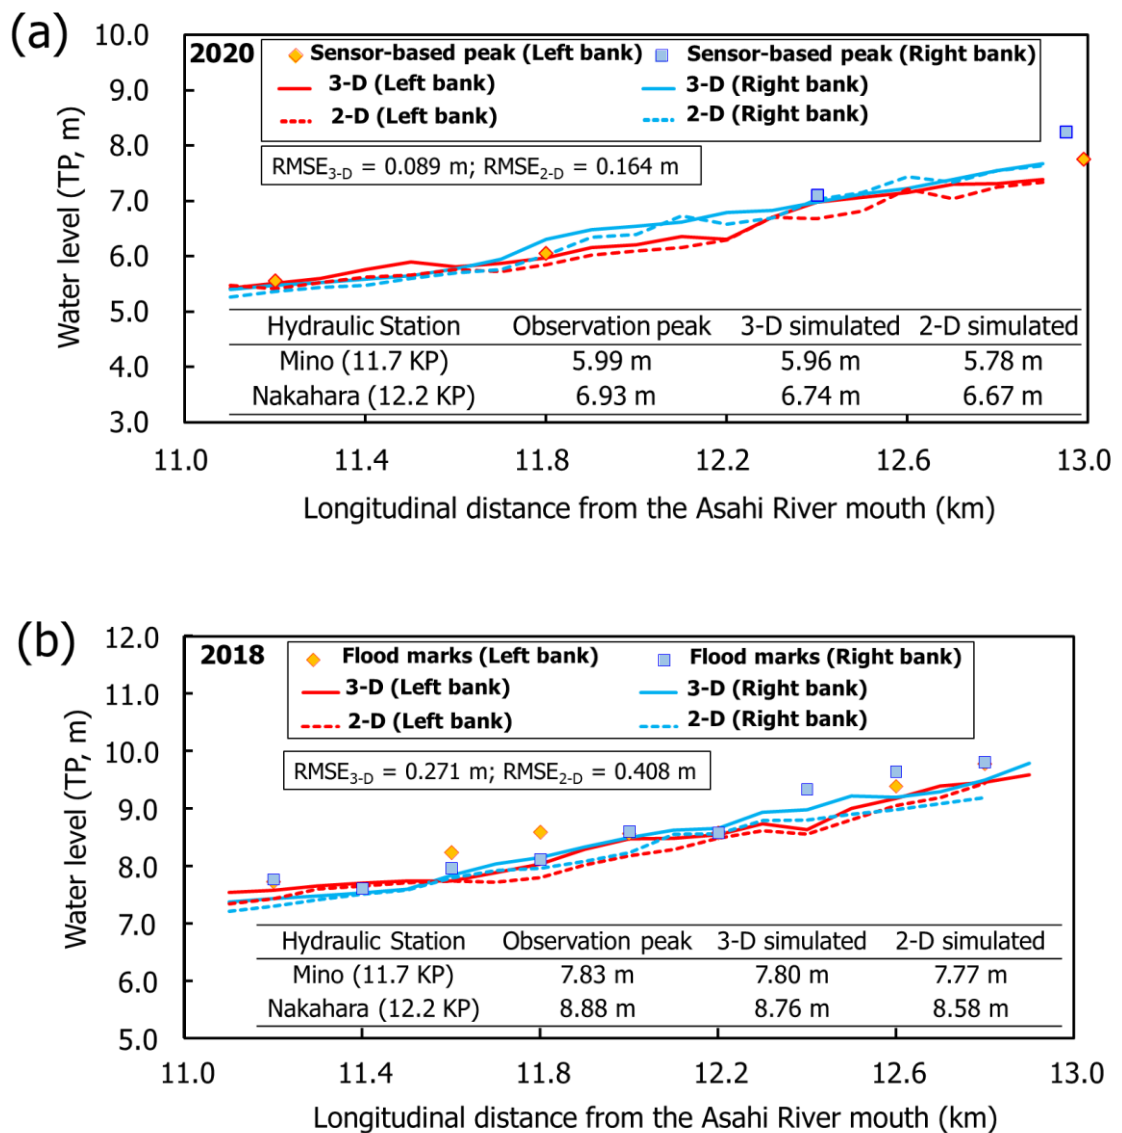 (a)
10.0
9.0
8.0
7.0
6.0
5.0
4.0
3.0
Water level (TP, m)
2020
Sensor-based peak (Left bank)
Sensor-based peak (Right bank)
3-D (Left bank)
3-D (Right bank)
2-D (Left bank)
2-D (Right bank)
RMSE3-D = 0.089 m; RMSE2-D = 0.164 m
Hydraulic Station Observation peak 3-D simulated 2-D simulated
Mino (11.7 KP) 5.99 m 5.96 m 5.78 m
Nakahara (12.2 KP) 6.93 m 6.74 m 6.67 m
11.0 11.4 11.8 12.2 12.6 13.0
Longitudinal distance from the Asahi River mouth (km)
(b)
12.0
11.0
10.0
9.0
8.0
7.0
6.0
5.0
Water level (TP, m)
2018
Flood marks (Left bank)
Flood marks (Right bank)
3-D (Left bank)
3-D (Right bank)
2-D (Left bank)
2-D (Right bank)
RMSE3-D = 0.271 m; RMSE2-D = 0.408 m
Hydraulic Station Observation peak 3-D simulated 2-D simulated
Mino (11.7 KP) 7.83 m 7.80 m 7.77 m
Nakahara (12.2 KP) 8.88 m 8.76 m 8.58 m
11.0 11.4 11.8 12.2 12.6 13.0
Longitudinal distance from the Asahi River mouth (km)